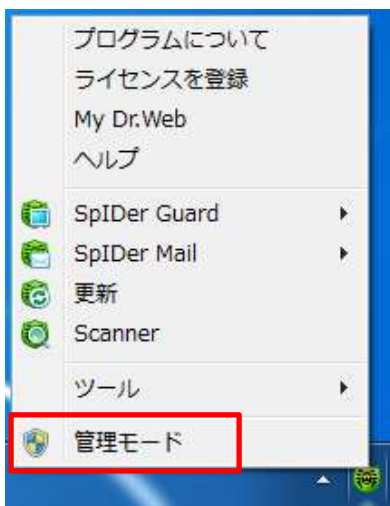 プログラムについて
ライセンスを登録
My Dr.Web
ヘルプ
SpIDer Guard
SpIDer Mail
更新
Scanner
ツール
管理モード